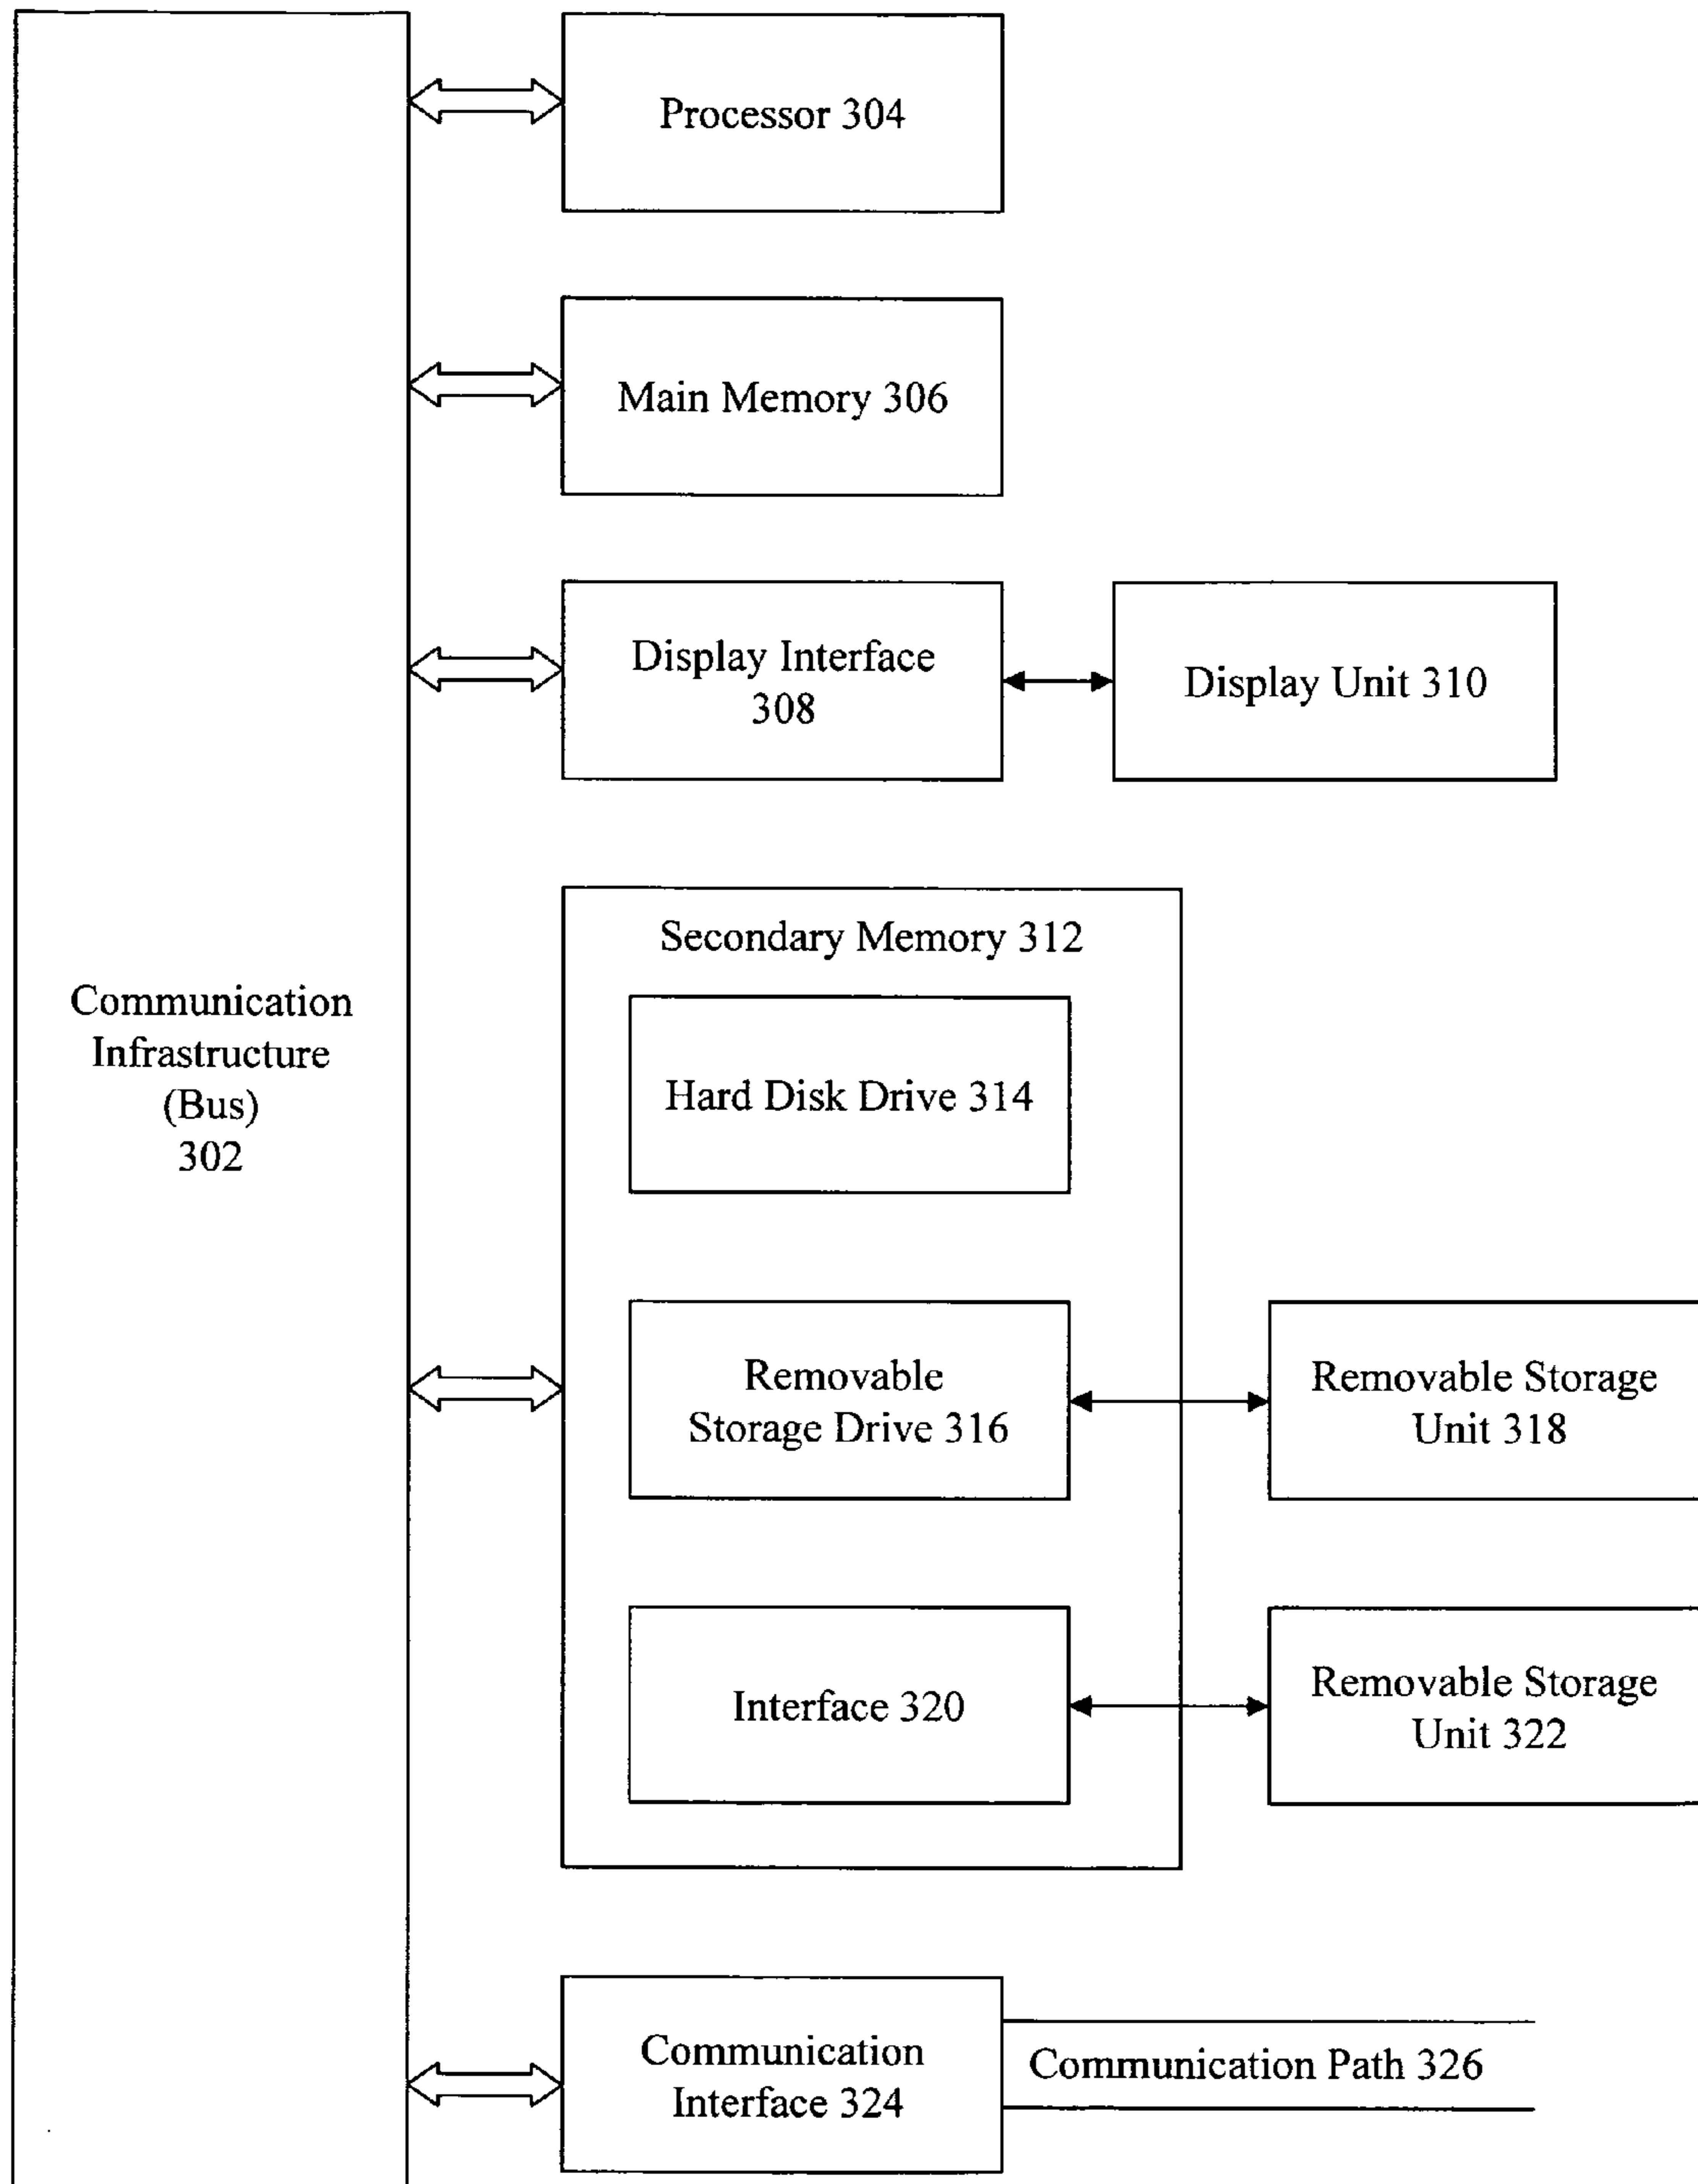 Processor 304
Main Memory 306
Display Interface
308
Display Unit 310
Secondary Memory 312
Communication
Infrastructure
(Bus)
302
Hard Disk Drive 314
Removable
Storage Drive 316
Removable Storage
Unit 318
Interface 320
Removable Storage
Unit 322
Communication
Interface 324
Communication Path 326